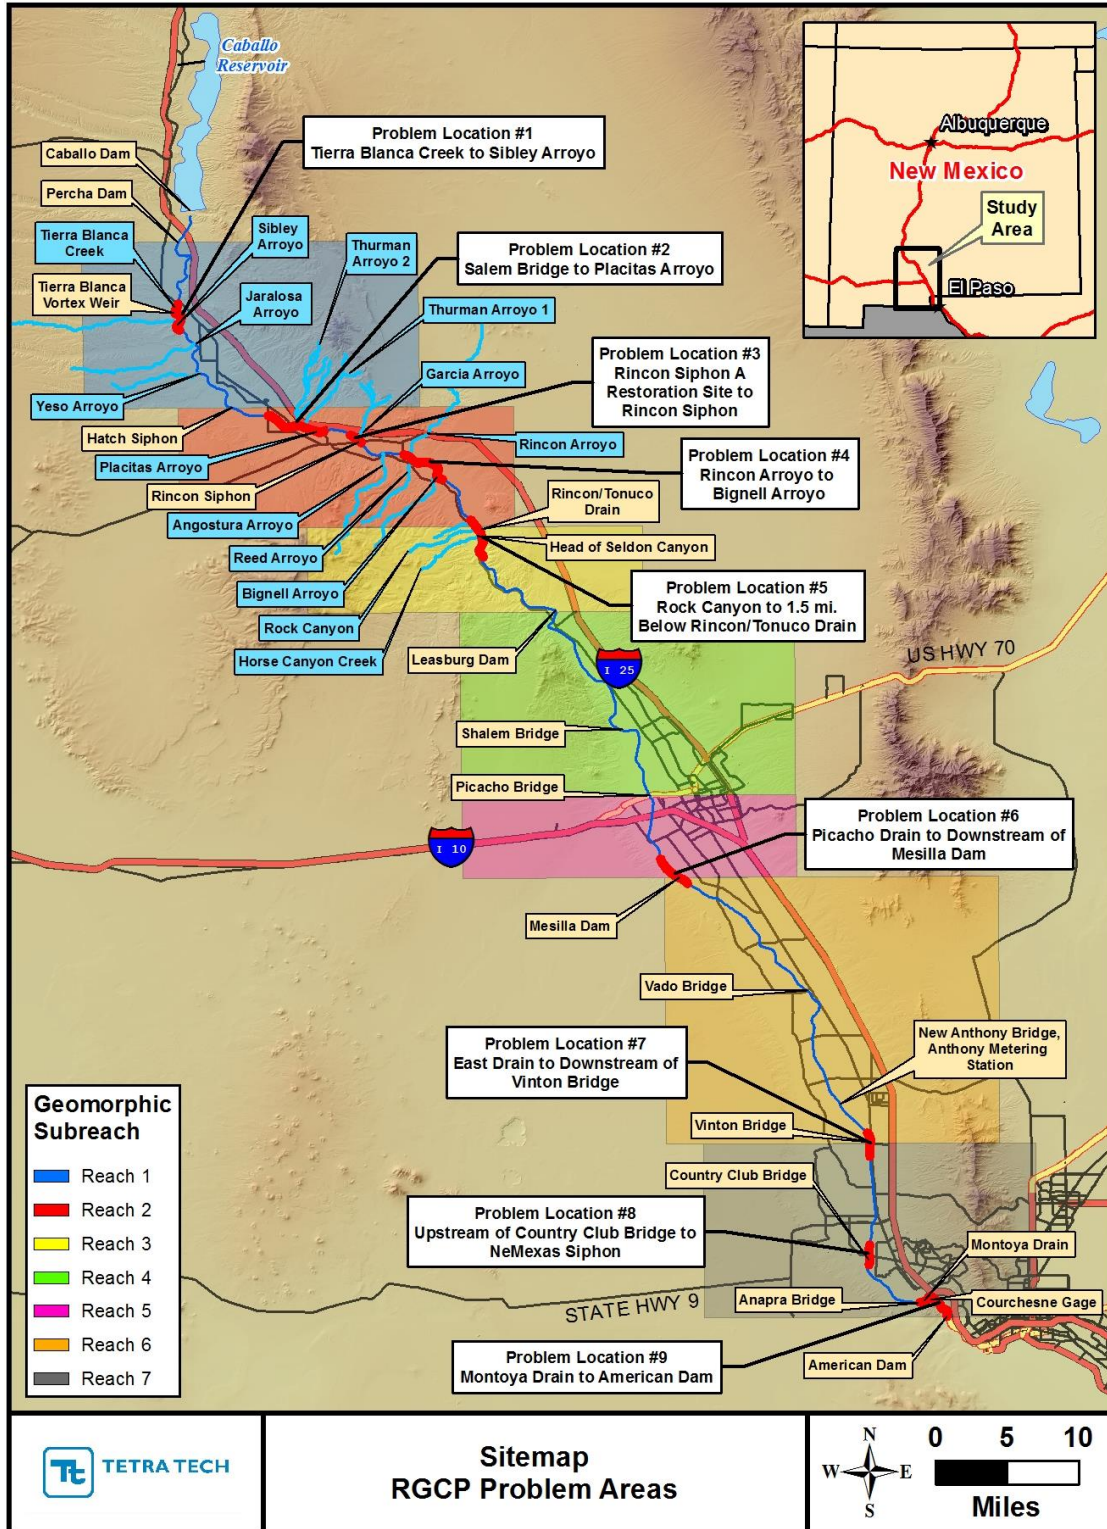 Caballo
Reservoir
Caballo Dam
Percha Dam
Tierra Blanca
Creek
Tierra Blanca
Vortex Weir
Problem Location #1
Tierra Blanca Creek to Sibley Arroyo
Sibley
Arroyo
Jaralosa
Arroyo
Thurman
Arroyo 2
Problem Location #2
Salem Bridge to Placitas Arroyo
Thurman Arroyo 1
Garcia Arroyo
Problem Location #3
Rincon Siphon A
Restoration Site to
Rincon Siphon
Yeso Arroyo
Hatch Siphon
Placitas Arroyo
Rincon Siphon
Angostura Arroyo
Reed Arroyo
Bignell Arroyo
Rock Canyon
Horse Canyon Creek
Rincon Arroyo
Problem Location #4
Rincon Arroyo to
Bignell Arroyo
Rincon/Tonuco
Drain
Head of Seldon Canyon
Problem Location #5
Rock Canyon to 1.5 mi.
Below Rincon/Tonuco Drain
Leasburg Dam
I 25
US HWY 70
Shalem Bridge
Picacho Bridge
I 10
Problem Location #6
Picacho Drain to Downstream of
Mesilla Dam
Mesilla Dam
Vado Bridge
New Anthony Bridge,
Anthony Metering
Station
Problem Location #7
East Drain to Downstream of
Vinton Bridge
Vinton Bridge
Country Club Bridge
Problem Location #8
Upstream of Country Club Bridge to
NeMexas Siphon
Montoya Drain
Anapra Bridge
Courchesne Gage
STATE HWY 9
American Dam
Problem Location #9
Montoya Drain to American Dam
Albuquerque
New Mexico
Study
Area
El Paso
Geomorphic
Subreach
Reach 1
Reach 2
Reach 3
Reach 4
Reach 5
Reach 6
Reach 7
Tt
TETRA TECH
Sitemap
RGCP Problem Areas
N
W E
S
0 5 10
Miles